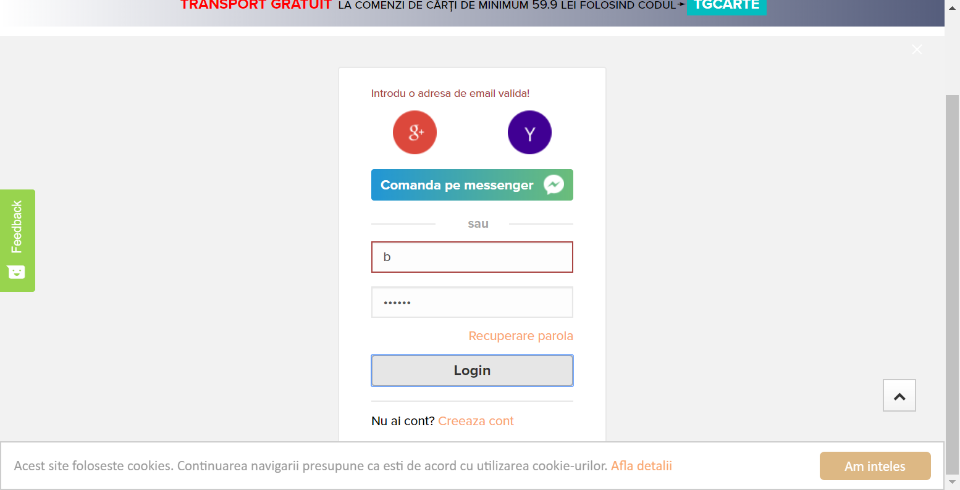 TRANSPORT GRATUIT LA COMENZI DE CĂRȚI DE MINIMUM 59.9 LEI FOLOSIND CODUL TGCARTE
Introdu o adresa de email valida!
g+ Y
Comanda pe messenger
sau
Feedback
b
••••••
Recuperare parola
Login
Nu ai cont? Creeaza cont
Acest site foloseste cookies. Continuarea navigarii presupune ca esti de acord cu utilizarea cookie-urilor. Afla detalii
Am inteles